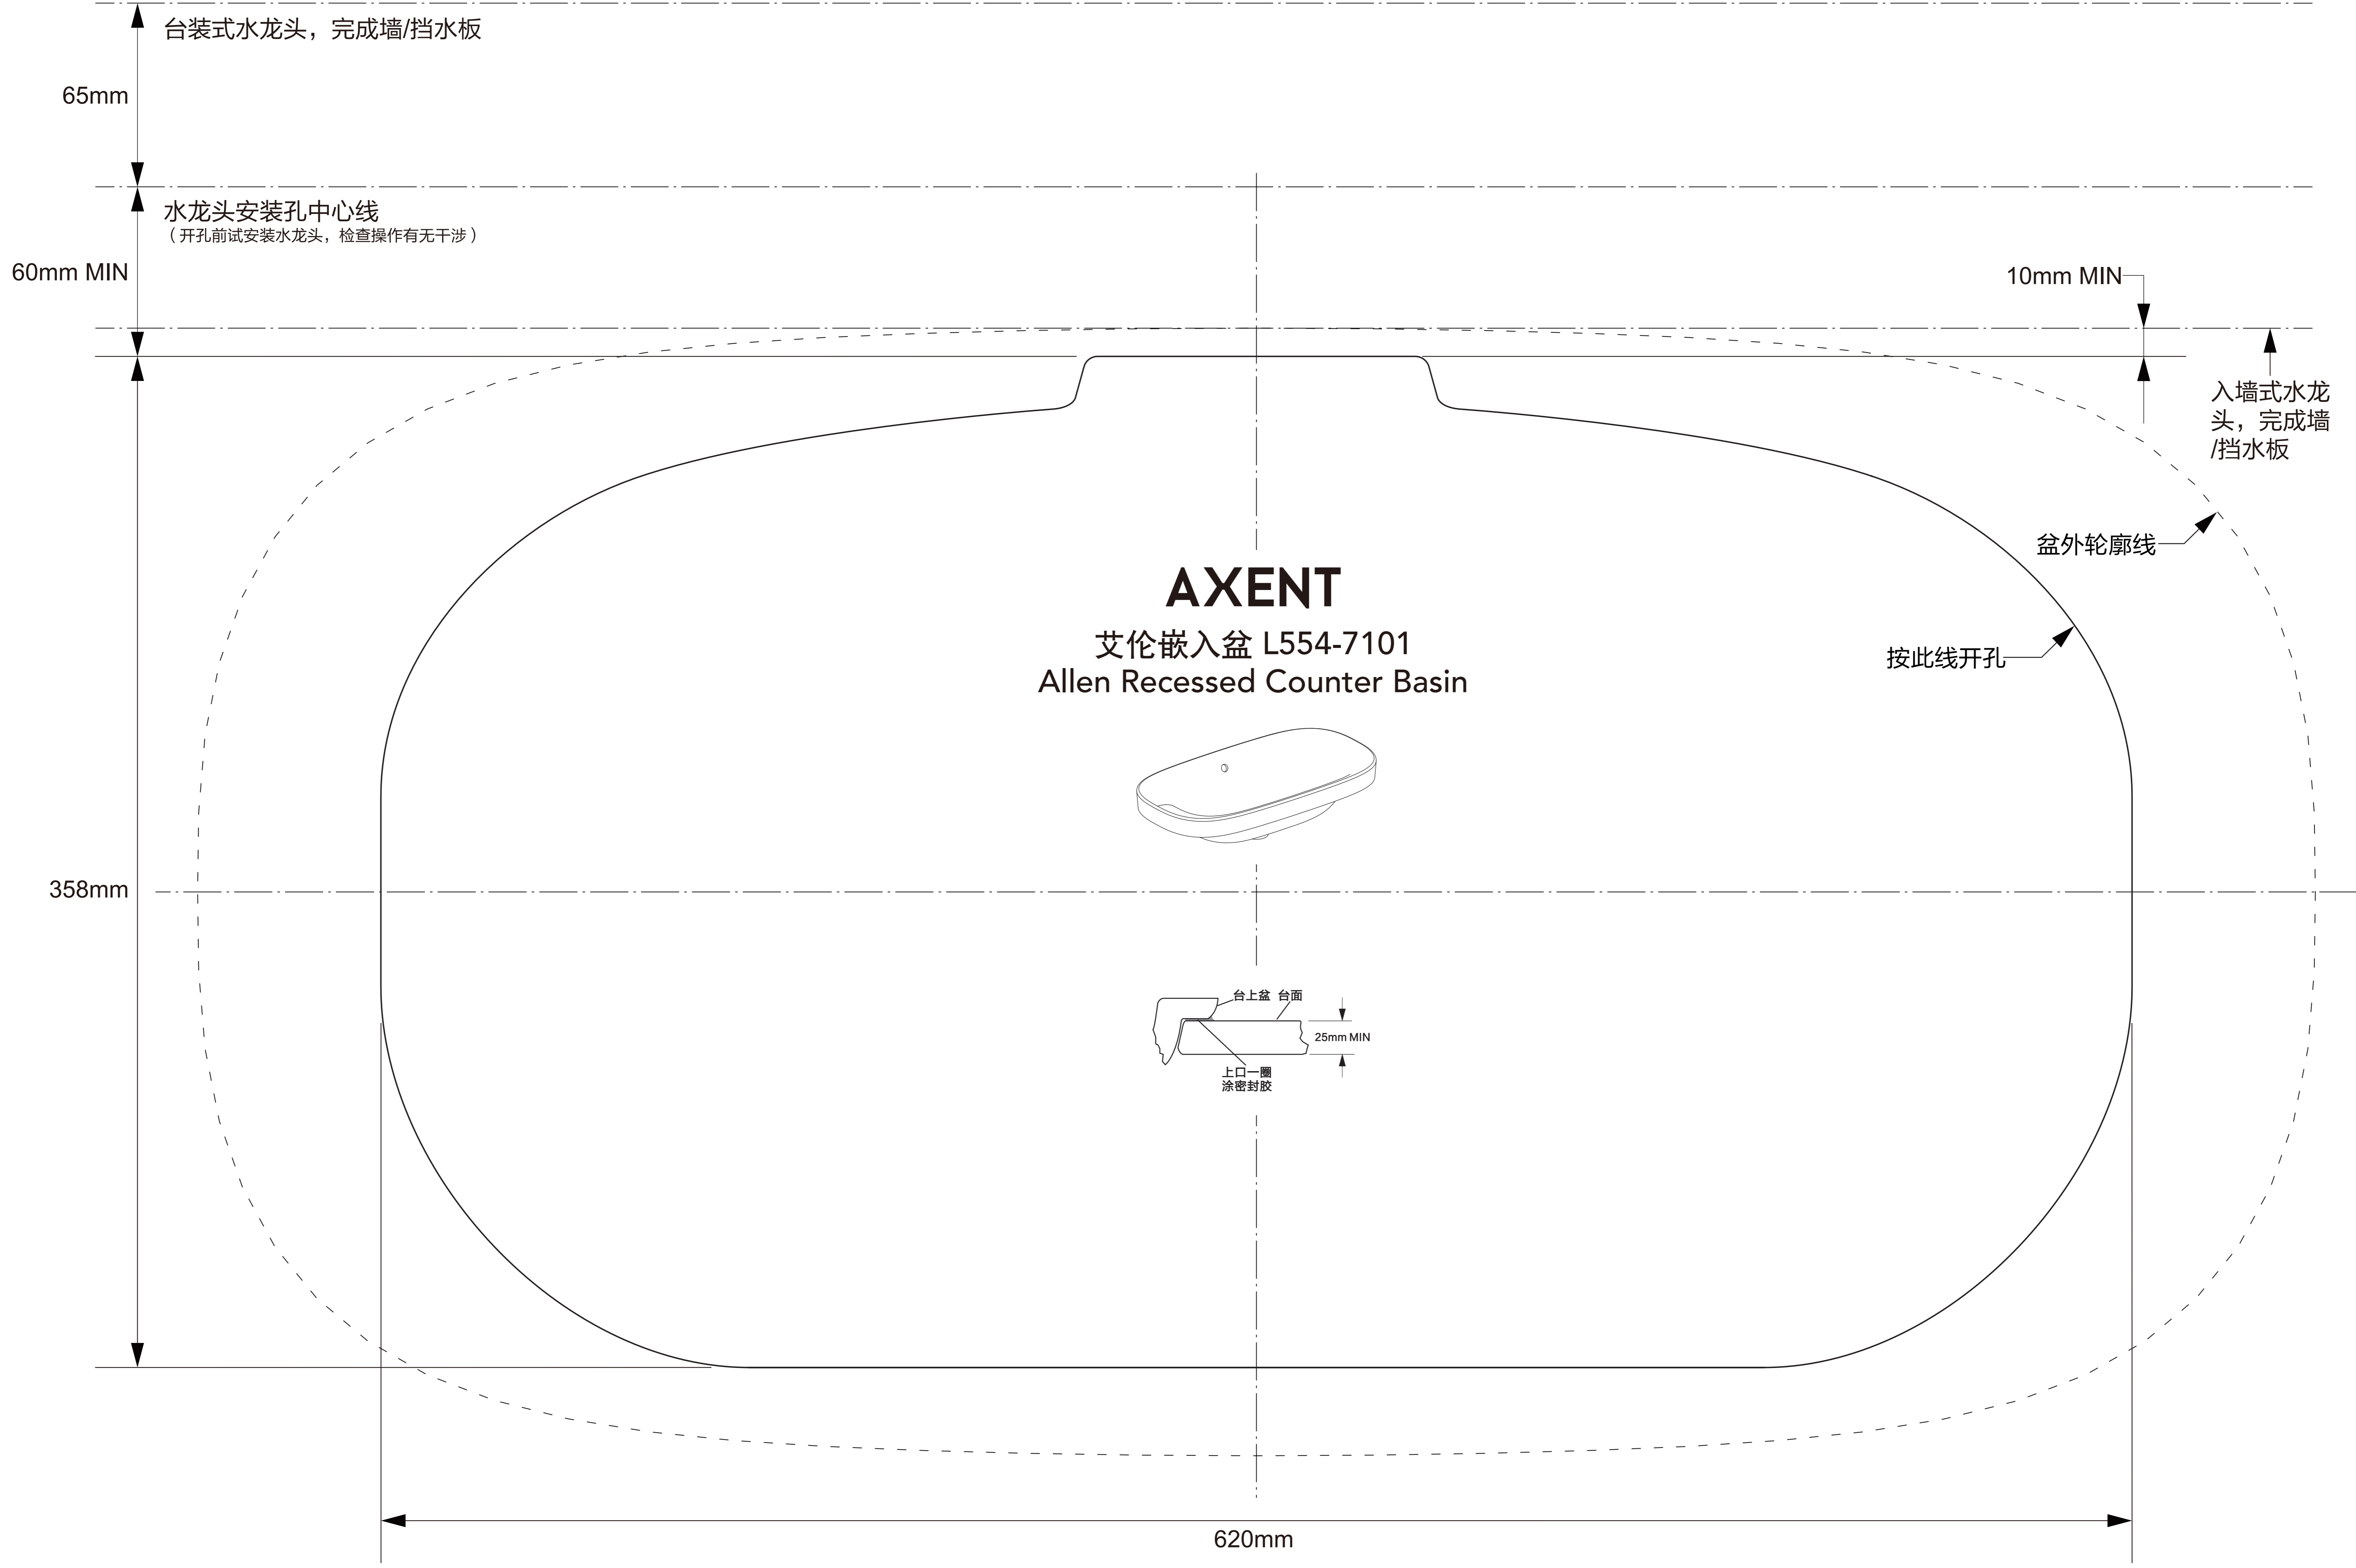 台装式水龙头，完成墙/挡水板
65mm
水龙头安装孔中心线
（开孔前试安装水龙头，检查操作有无干涉）
60mm MIN
10mm MIN
入墙式水龙
头，完成墙
/挡水板
盆外轮廓线
按此线开孔
AXENT
艾伦嵌入盆 L554-7101
Allen Recessed Counter Basin
358mm
台上盆 台面
25mm MIN
上口一圈
涂密封胶
620mm